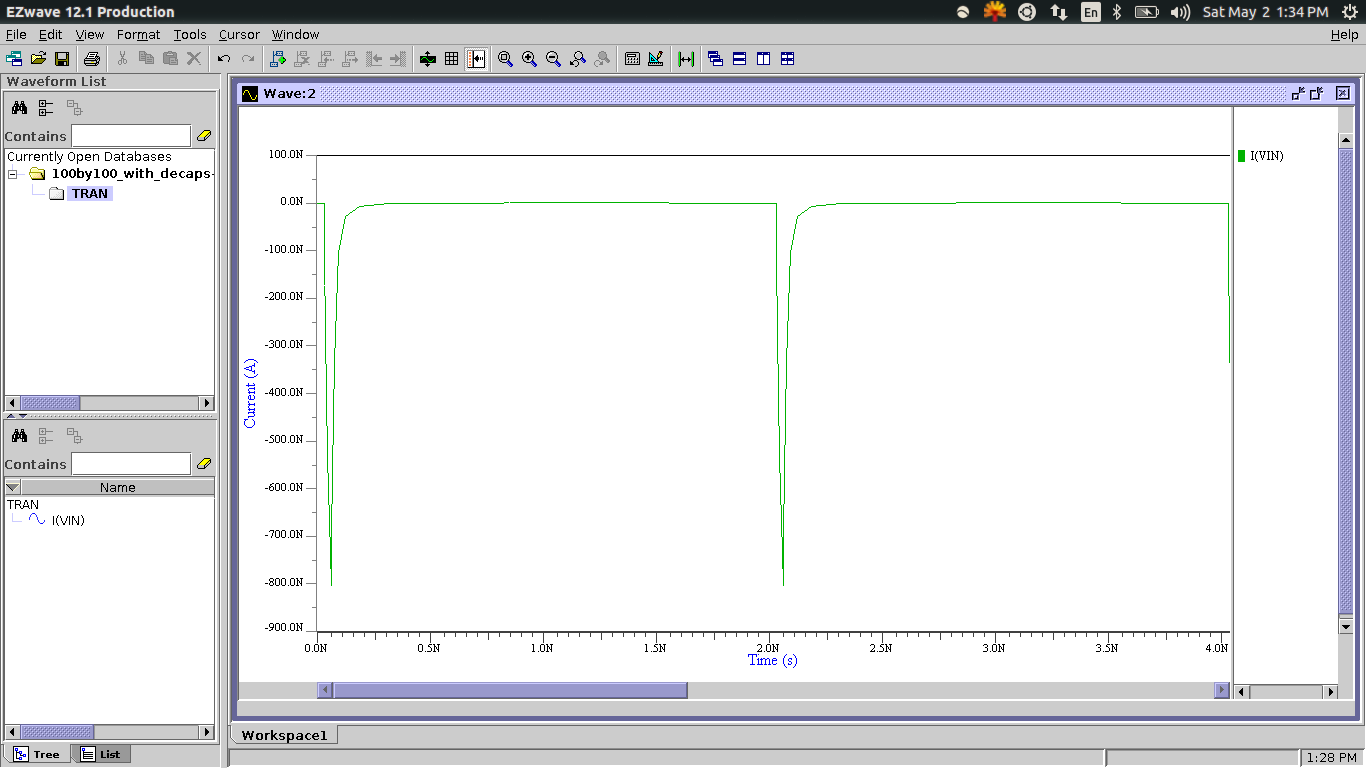 EZwave 12.1 Production
En
Sat May 2 1:34 PM
File Edit View Format Tools Cursor Window
Help
Waveform List
Contains
Currently Open Databases
100by100_with_decaps-
TRAN
Contains
Name
TRAN
I(VIN)
Tree
List
Wave:2
100.0N
0.0N
-100.0N
-200.0N
-300.0N
-400.0N
-500.0N
-600.0N
-700.0N
-800.0N
-900.0N
Current (A)
0.0N 0.5N 1.0N 1.5N 2.0N 2.5N 3.0N 3.5N 4.0N
Time (s)
I(VIN)
Workspace1
1:28 PM